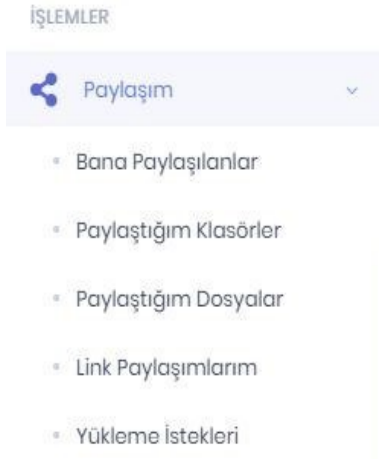 İŞLEMLER
Paylaşım
Bana Paylaşılanlar
Paylaştığım Klasörler
Paylaştığım Dosyalar
Link Paylaşımlarım
Yükleme İstekleri